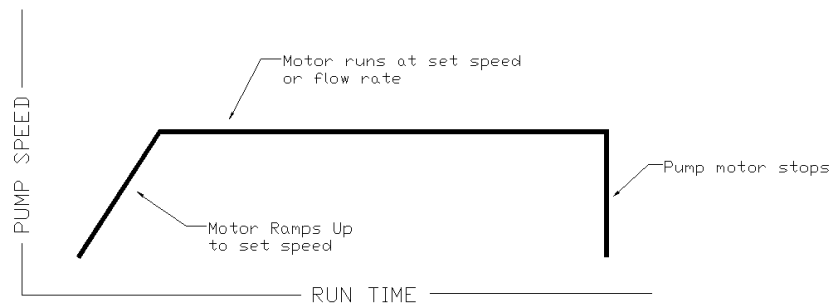 Motor runs at set speed
or flow rate
PUMP SPEED
Pump motor stops
Motor Ramps Up
to set speed
RUN TIME